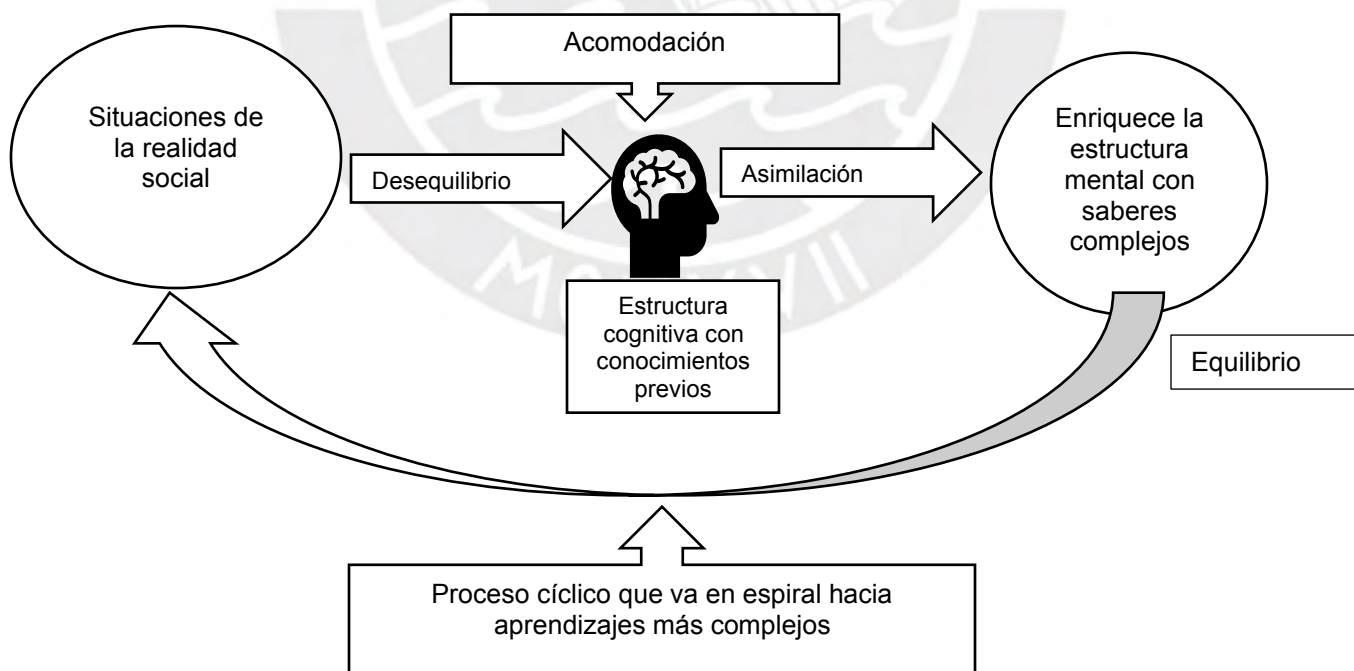 Acomodación
Situaciones de
la realidad
social
Desequilibrio
Asimilación
Enriquece la
estructura
mental con
saberes
complejos
Estructura
cognitiva con
conocimientos
previos
Equilibrio
Proceso cíclico que va en espiral hacia
aprendizajes más complejos